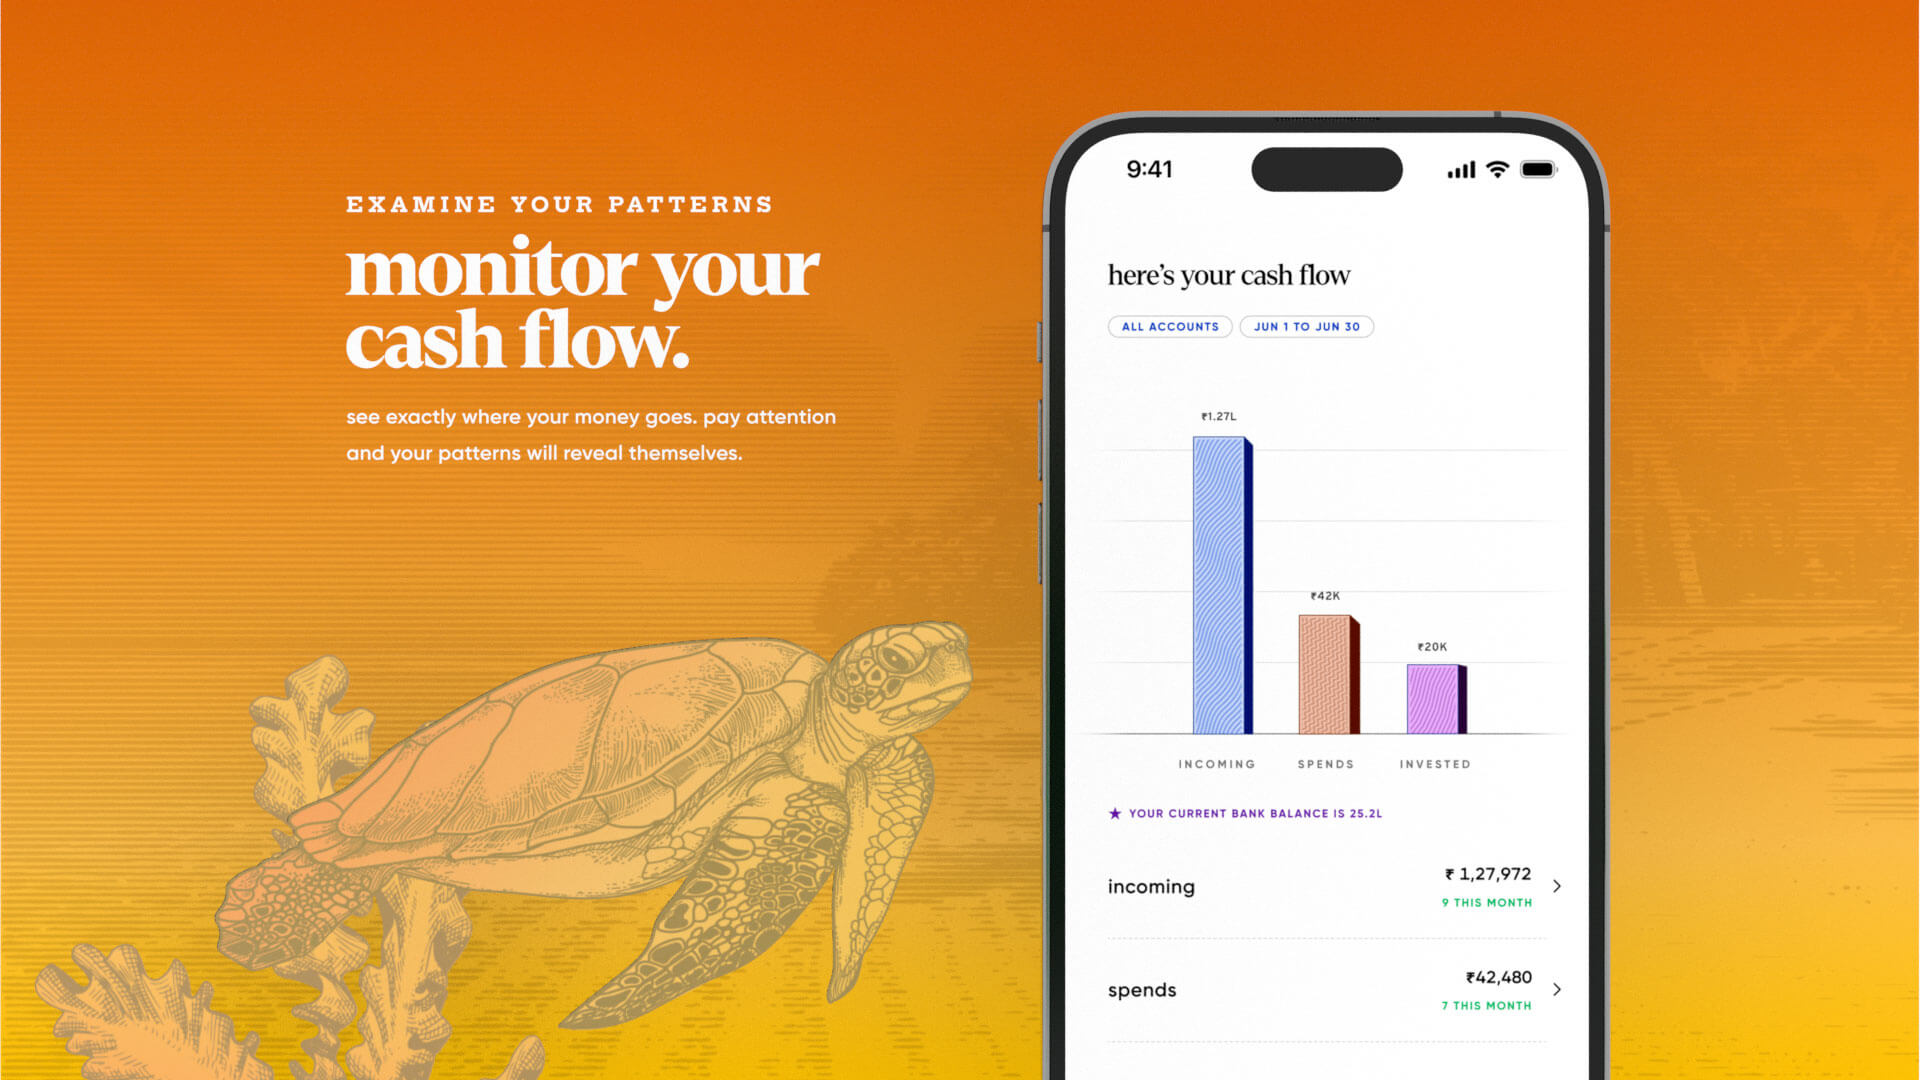 EXAMINE YOUR PATTERNS
monitor your
cash flow.
see exactly where your money goes. pay attention
and your patterns will reveal themselves.
9:41
here's your cash flow
ALL ACCOUNTS
JUN 1 TO JUN 30
₹1.27L
₹42K
₹20K
INCOMING
SPENDS
INVESTED
★ YOUR CURRENT BANK BALANCE IS 25.2L
incoming
₹ 1,27,972
9 THIS MONTH
spends
₹42,480
7 THIS MONTH